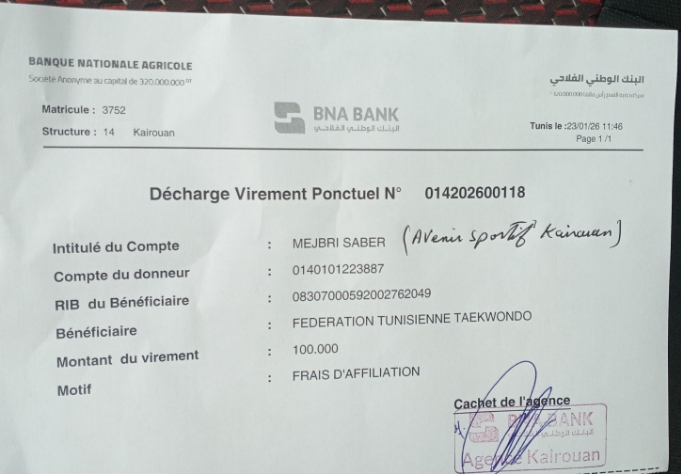 BANQUE NATIONALE AGRICOLE
Société Anonyme au capital de 320.000.000 DT
البنك الوطني الفلاحي
Matricule : 3752
Structure : 14 Kairouan
BNA BANK
البنك الوطني الفلاحي
Tunis le :23/01/26 11:46
Page 1 /1
Décharge Virement Ponctuel N° 014202600118
Intitulé du Compte : MEJBRI SABER (Avenir Sportif Kairouan)
Compte du donneur : 0140101223887
RIB du Bénéficiaire : 08307000592002762049
Bénéficiaire : FEDERATION TUNISIENNE TAEKWONDO
Montant du virement : 100.000
Motif : FRAIS D'AFFILIATION
Cachet de l'agence
BNA BANK
البنك الوطني الفلاحي
Agence Kairouan